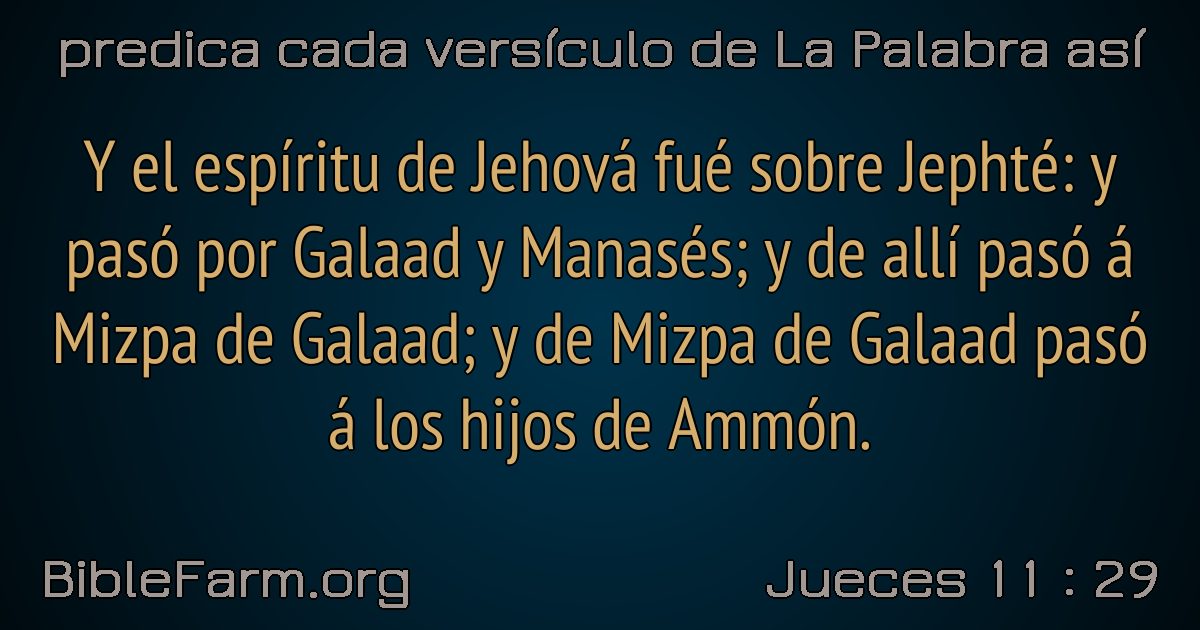 predica cada versículo de La Palabra así
Y el espíritu de Jehová fué sobre Jephté: y
pasó por Galaad y Manasés; y de allí pasó á
Mizpa de Galaad; y de Mizpa de Galaad pasó
á los hijos de Ammón.
BibleFarm.org
Jueces 11 : 29